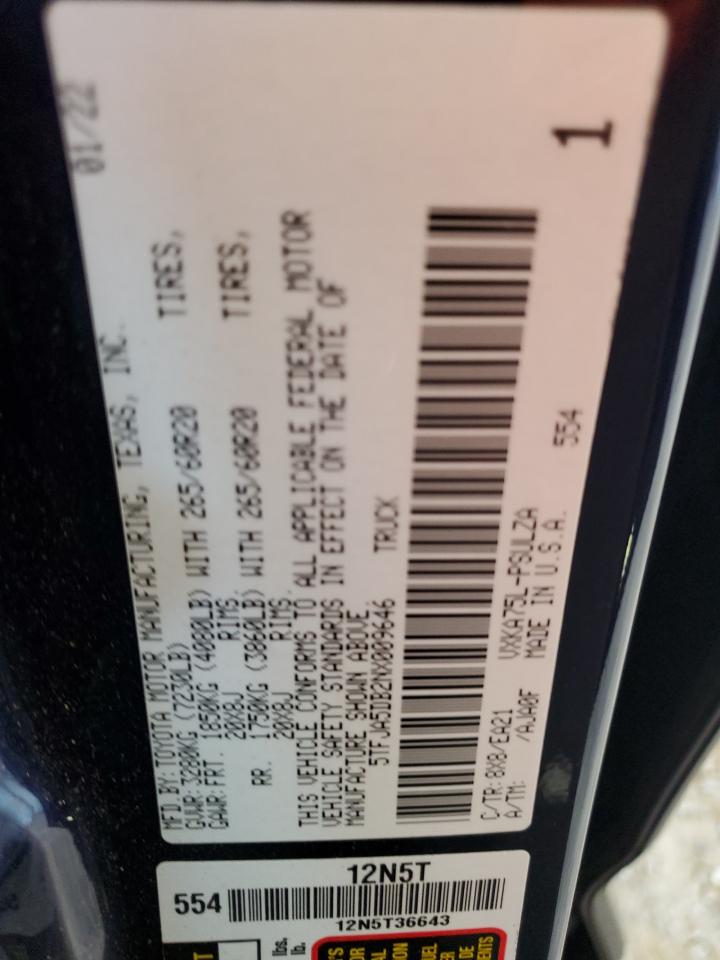 MFD. BY: TOYOTA MOTOR MANUFACTURING, TEXAS, INC. 01/22
GVWR: 3280KG (7230LB)
GAWR: FRT. 1850KG (4080LB) WITH 265/60R20 TIRES,
20X8J RIMS.
RR. 1750KG (3860LB) WITH 265/60R20 TIRES,
20X8J RIMS.
THIS VEHICLE CONFORMS TO ALL APPLICABLE FEDERAL MOTOR
VEHICLE SAFETY STANDARDS IN EFFECT ON THE DATE OF
MANUFACTURE SHOWN ABOVE.
5TFJA5DB2NX009646 TRUCK
C/TR: 8X8/EA21 VXKA75L-PSULZA
A/TM: /AJA0F MADE IN U.S.A. 554
1
12N5T
554
12N5T36643
lbs.
lb.